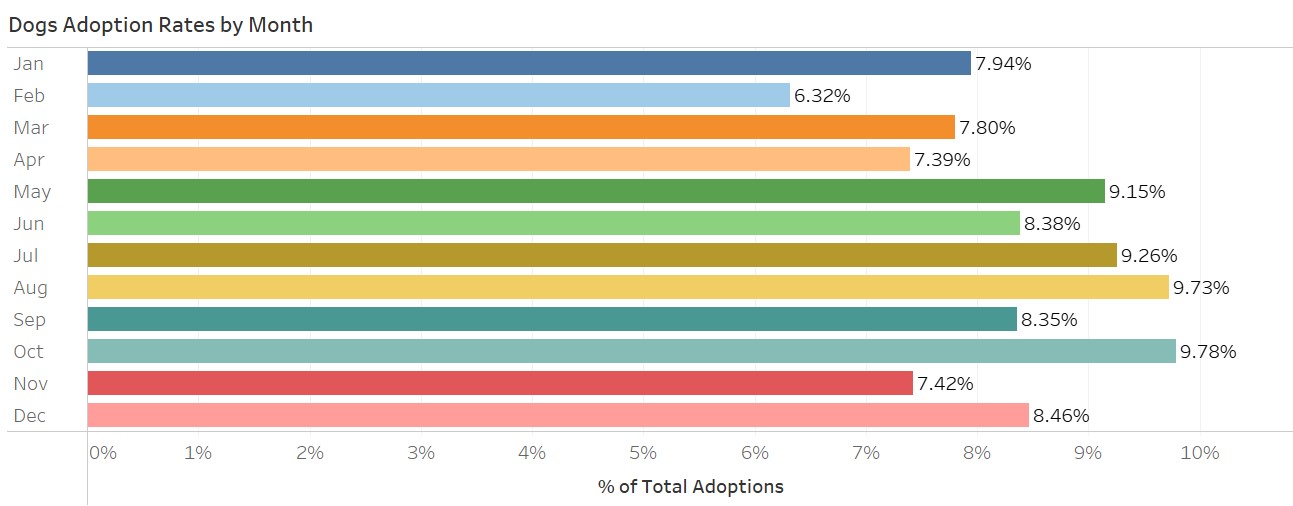 Dogs Adoption Rates by Month
Jan 7.94%
Feb 6.32%
Mar 7.80%
Apr 7.39%
May 9.15%
Jun 8.38%
Jul 9.26%
Aug 9.73%
Sep 8.35%
Oct 9.78%
Nov 7.42%
Dec 8.46%
0% 1% 2% 3% 4% 5% 6% 7% 8% 9% 10%
% of Total Adoptions